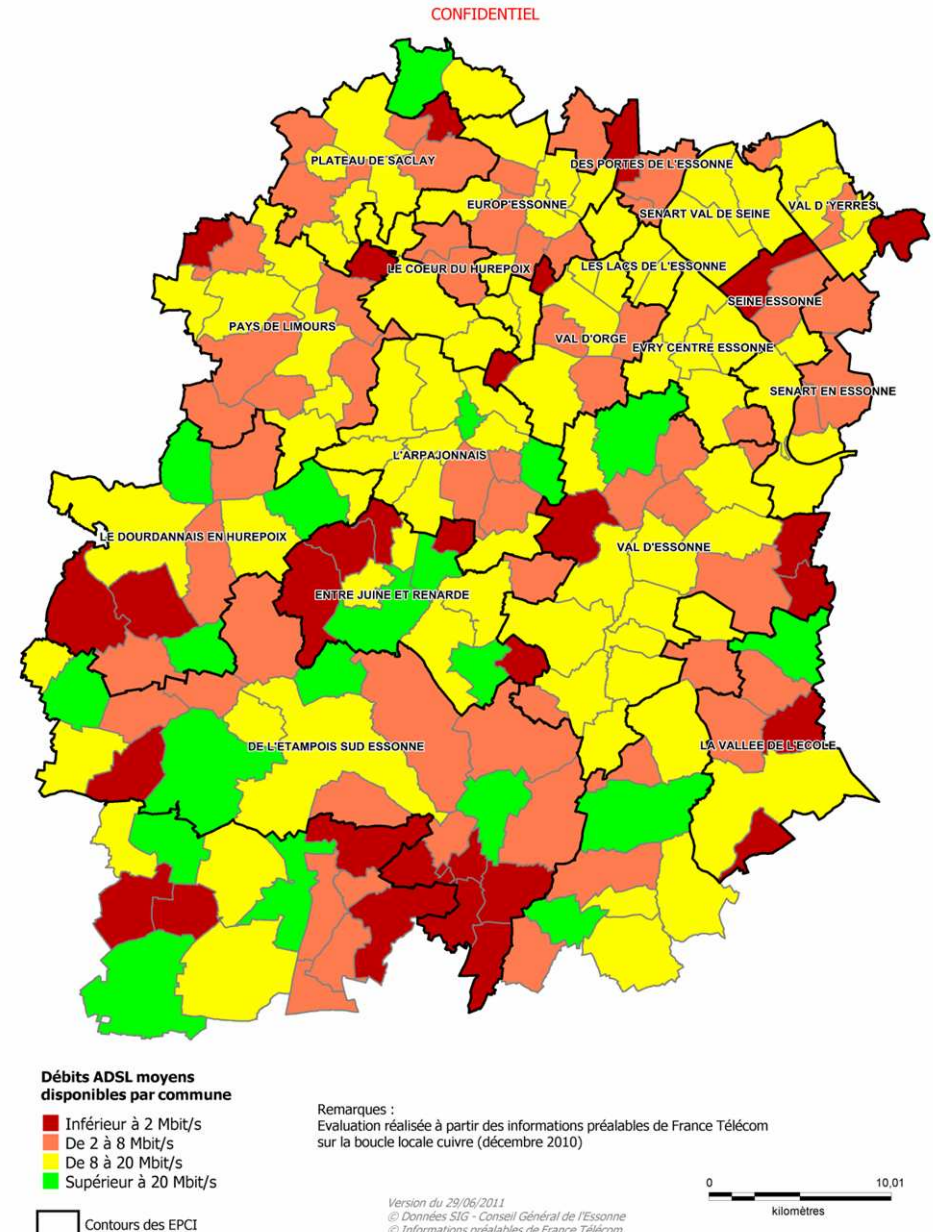 CONFIDENTIEL
PLATEAU DE SACLAY
DES PORTES DE L'ESSONNE
EUROP'ESSONNE
SENART VAL DE SEINE
VAL D 'YERRES
LE COEUR DU HUREPOIX
LES LACS DE L'ESSONNE
SEINE ESSONNE
PAYS DE LIMOURS
VAL D'ORGE
EVRY CENTRE ESSONNE
SENART EN ESSONNE
L'ARPAJONNAIS
LE DOURDANNAIS EN HUREPOIX
VAL D'ESSONNE
ENTRE JUINE ET RENARDE
DE L'ETAMPOIS SUD ESSONNE
LA VALLEE DE L'ECOLE
Débits ADSL moyens
disponibles par commune
Inférieur à 2 Mbit/s
De 2 à 8 Mbit/s
De 8 à 20 Mbit/s
Supérieur à 20 Mbit/s
Contours des EPCI
Remarques :
Evaluation réalisée à partir des informations préalables de France Télécom
sur la boucle locale cuivre (décembre 2010)
Version du 29/06/2011
© Données SIG - Conseil Général de l'Essonne
© Informations préalables de France Télécom
0 10,01
kilomètres